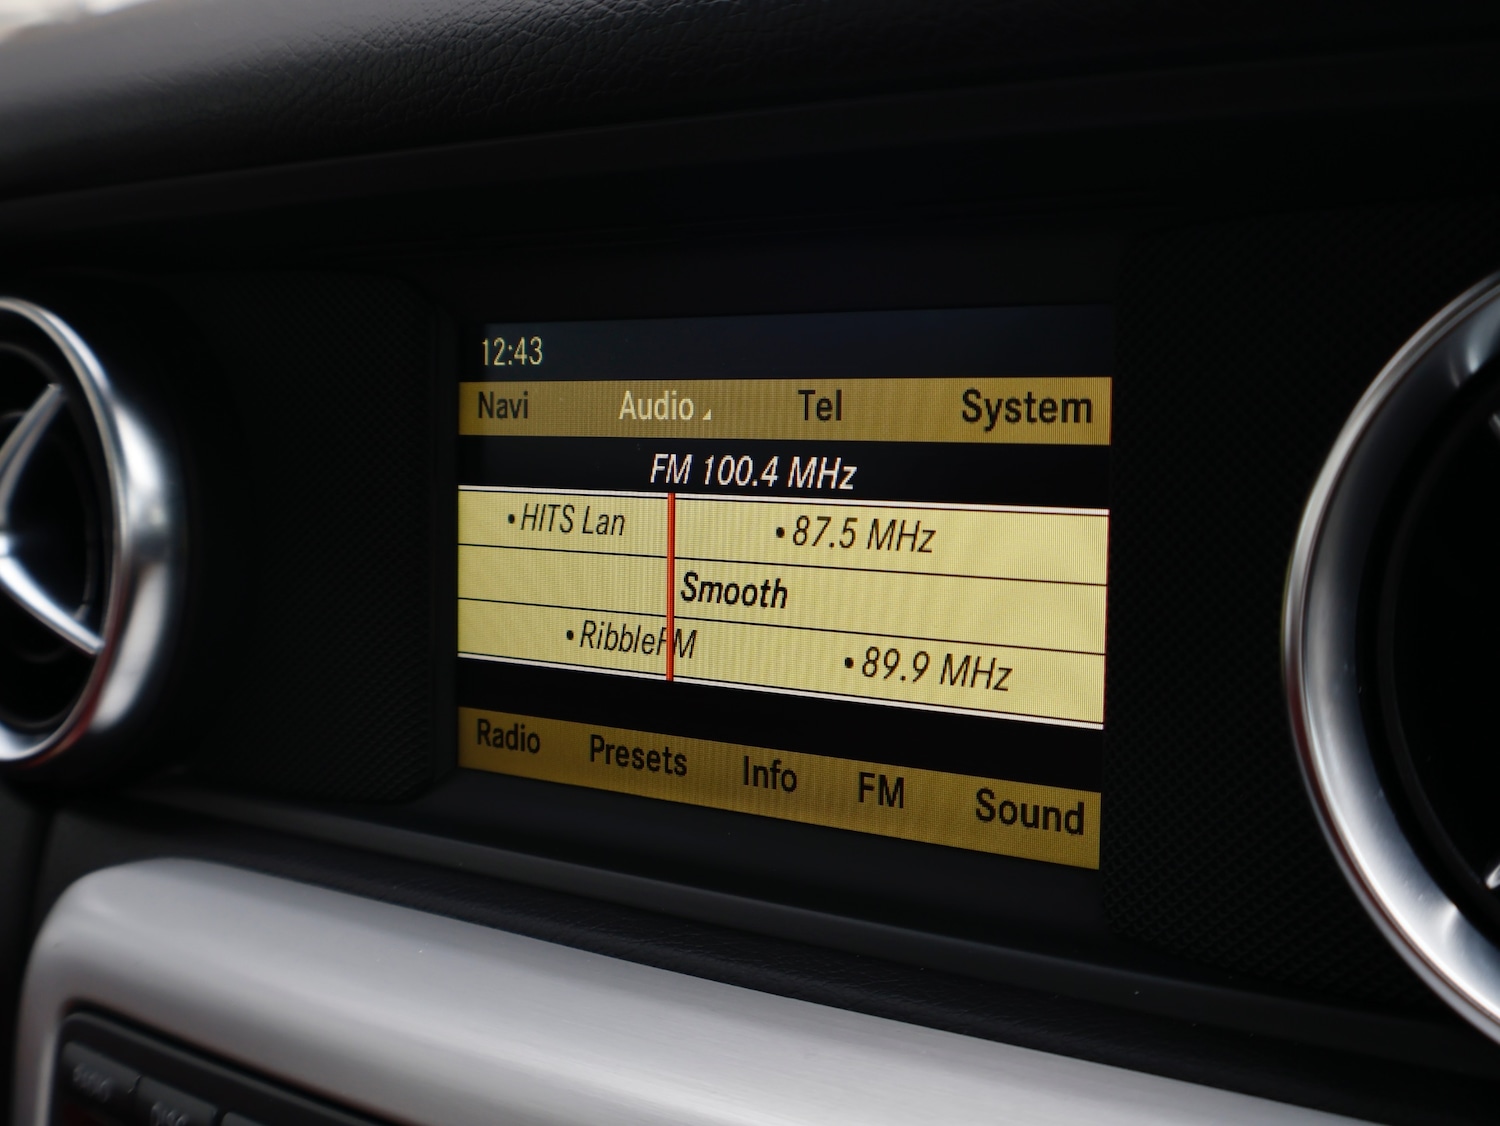 12:43
Navi Audio Tel System
FM 100.4 MHz
•HITS Lan •87.5 MHz
Smooth
•RibbleFM •89.9 MHz
Radio Presets Info FM Sound